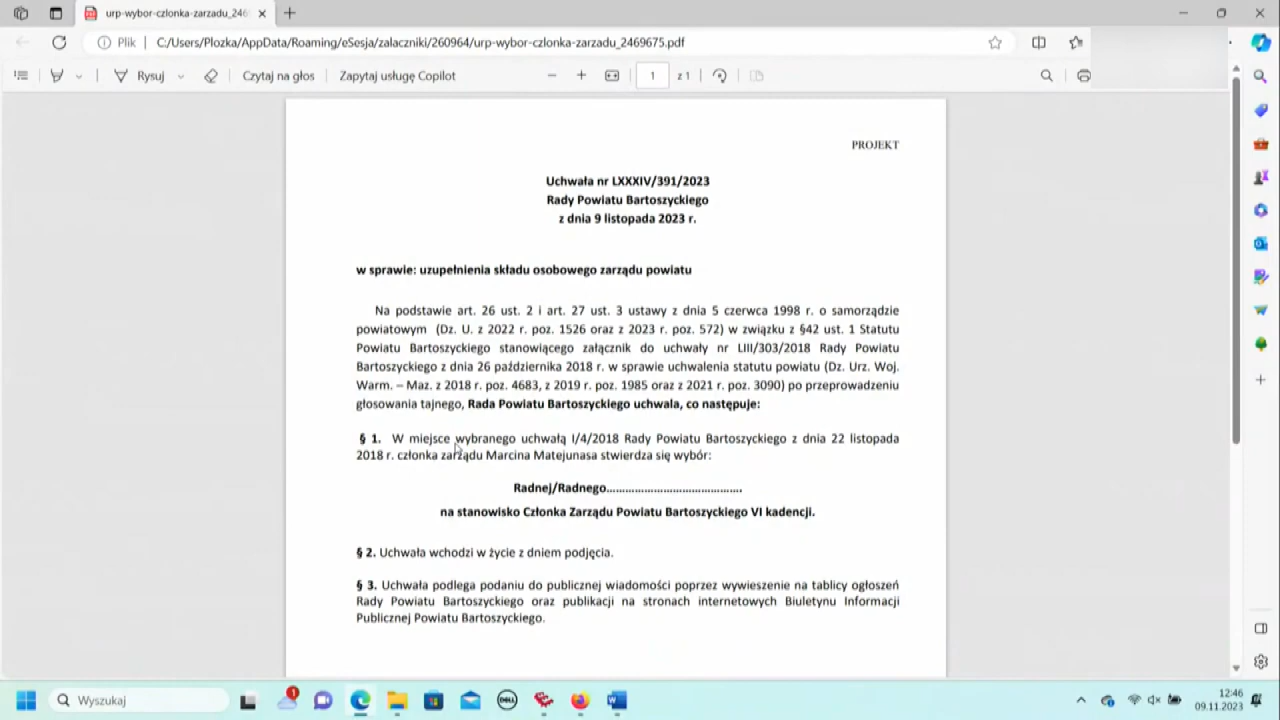 urp-wybor-czlonka-zarzadu_246
Plik
C:/Users/Plozka/AppData/Roaming/eSesja/zalaczniki/260964/urp-wybor-czlonka-zarzadu_2469675.pdf
Rysuj
Czytaj na głos
Zapytaj usługę Copilot
1
z 1
PROJEKT
Uchwała nr LXXXIV/391/2023
Rady Powiatu Bartoszyckiego
z dnia 9 listopada 2023 r.
w sprawie: uzupełnienia składu osobowego zarządu powiatu
Na podstawie art. 26 ust. 2 i art. 27 ust. 3 ustawy z dnia 5 czerwca 1998 r. o samorządzie
powiatowym (Dz. U. z 2022 r. poz. 1526 oraz z 2023 r. poz. 572) w związku z §42 ust. 1 Statutu
Powiatu Bartoszyckiego stanowiącego załącznik do uchwały nr LIII/303/2018 Rady Powiatu
Bartoszyckiego z dnia 26 października 2018 r. w sprawie uchwalenia statutu powiatu (Dz. Urz. Woj.
Warm. – Maz. z 2018 r. poz. 4683, z 2019 r. poz. 1985 oraz z 2021 r. poz. 3090) po przeprowadzeniu
głosowania tajnego, Rada Powiatu Bartoszyckiego uchwala, co następuje:
§ 1. W miejsce wybranego uchwałą I/4/2018 Rady Powiatu Bartoszyckiego z dnia 22 listopada
2018 r. członka zarządu Marcina Matejunasa stwierdza się wybór:
Radnej/Radnego............................................
na stanowisko Członka Zarządu Powiatu Bartoszyckiego VI kadencji.
§ 2. Uchwała wchodzi w życie z dniem podjęcia.
§ 3. Uchwała podlega podaniu do publicznej wiadomości poprzez wywieszenie na tablicy ogłoszeń
Rady Powiatu Bartoszyckiego oraz publikacji na stronach internetowych Biuletynu Informacji
Publicznej Powiatu Bartoszyckiego.
Wyszukaj
1
DELL
12:46
09.11.2023